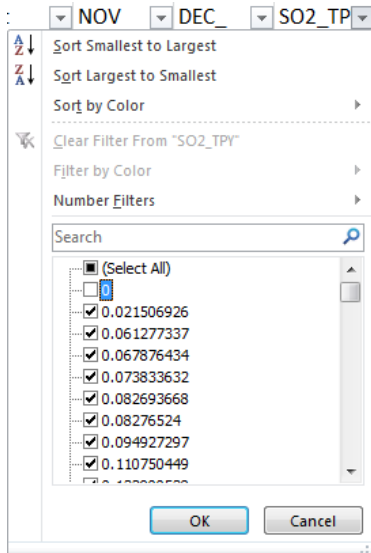 : NOV DEC_ SO2_TP
Sort Smallest to Largest
Sort Largest to Smallest
Sort by Color
Clear Filter From "SO2_TPY"
Filter by Color
Number Filters
Search
(Select All)
0
0.021506926
0.061277337
0.067876434
0.073833632
0.082693668
0.08276524
0.094927297
0.110750449
OK Cancel